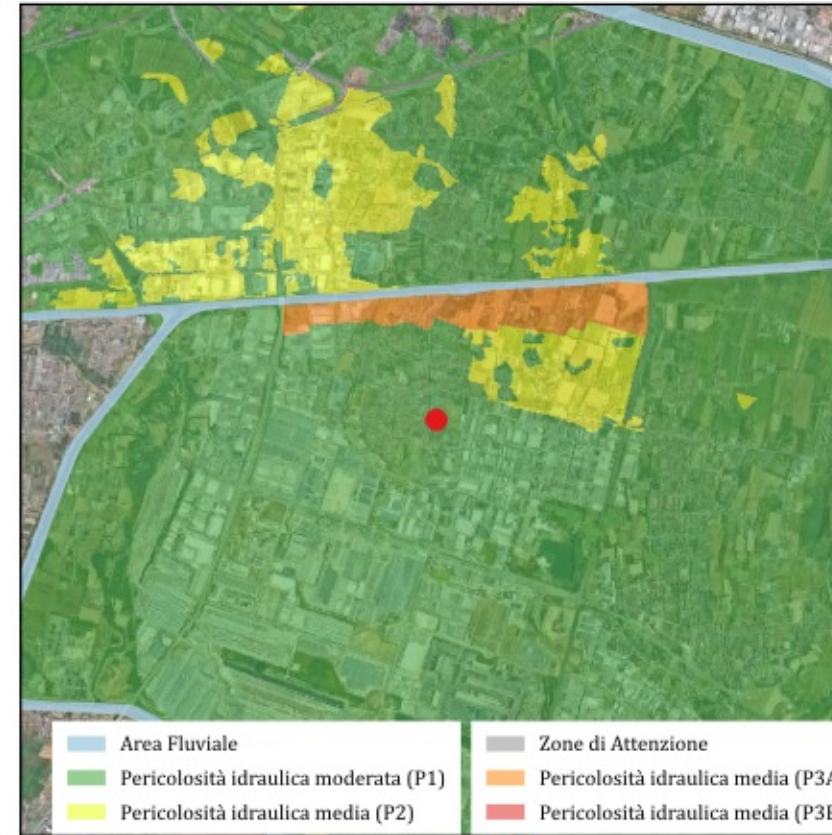 Area Fluviale
Pericolosità idraulica moderata (P1)
Pericolosità idraulica media (P2)
Zone di Attenzione
Pericolosità idraulica media (P3A
Pericolosità idraulica media (P3B